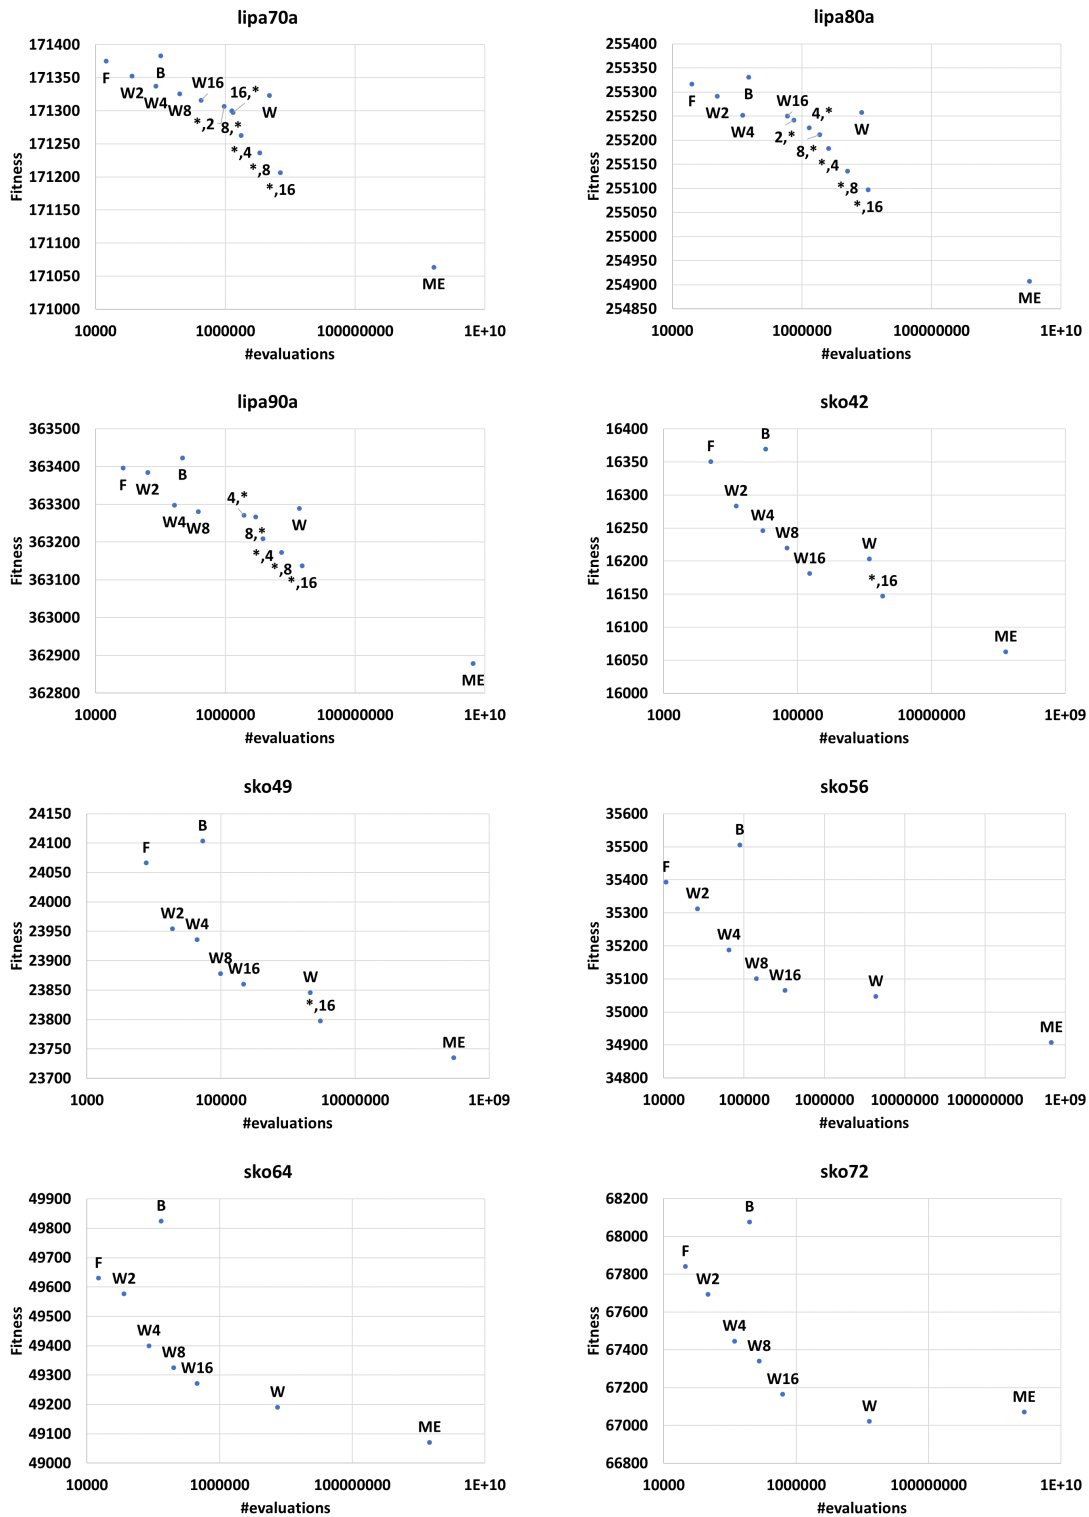 lipa70a
171400
171350
171300
171250
171200
171150
171100
171050
171000
Fitness
F
W2
B
W4
W8
W16
*,2
16,*
8,*
W
*,4
*,8
*,16
ME
10000
1000000
100000000
1E+10
#evaluations
lipa80a
255400
255350
255300
255250
255200
255150
255100
255050
255000
254950
254900
254850
Fitness
F
W2
B
W4
W16
2,*
4,*
8,*
W
*,4
*,8
*,16
ME
10000
1000000
100000000
1E+10
#evaluations
lipa90a
363500
363400
363300
363200
363100
363000
362900
362800
Fitness
F
W2
B
W4
W8
4,*
8,*
W
*,4
*,8
*,16
ME
10000
1000000
100000000
1E+10
#evaluations
sko42
16400
16350
16300
16250
16200
16150
16100
16050
16000
Fitness
F
B
W2
W4
W8
W16
W
*,16
ME
1000
100000
10000000
1E+09
#evaluations
sko49
24150
24100
24050
24000
23950
23900
23850
23800
23750
23700
Fitness
F
B
W2
W4
W8
W16
W
*,16
ME
1000
100000
10000000
1E+09
#evaluations
sko56
35600
35500
35400
35300
35200
35100
35000
34900
34800
Fitness
F
B
W2
W4
W8
W16
W
ME
10000
100000
1000000
10000000
100000000
1E+09
#evaluations
sko64
49900
49800
49700
49600
49500
49400
49300
49200
49100
49000
Fitness
F
B
W2
W4
W8
W16
W
ME
10000
1000000
100000000
1E+10
#evaluations
sko72
68200
68000
67800
67600
67400
67200
67000
66800
Fitness
F
B
W2
W4
W8
W16
W
ME
10000
1000000
100000000
1E+10
#evaluations